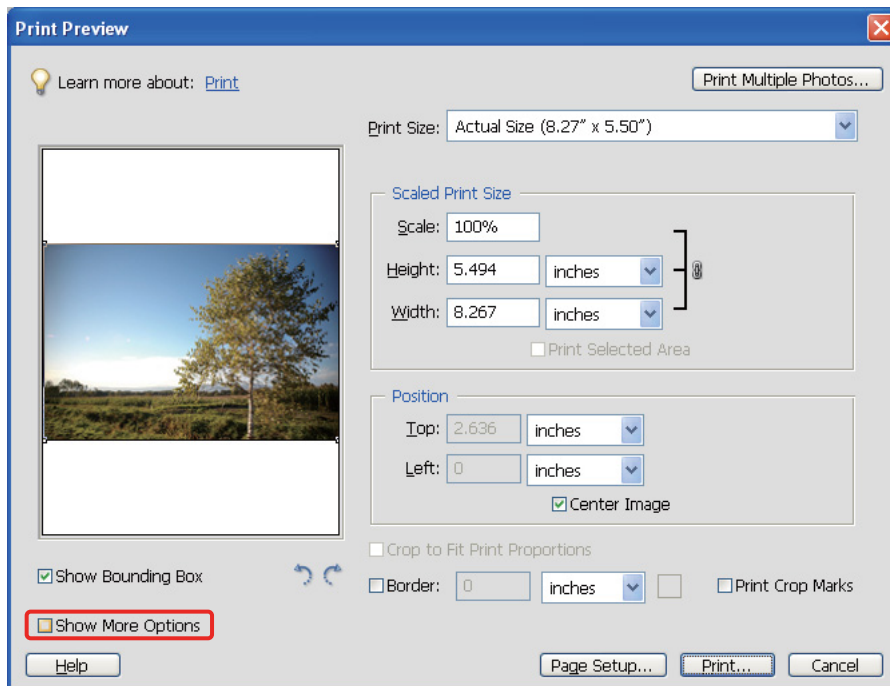 Print Preview
Learn more about: Print
Print Multiple Photos...
Print Size: Actual Size (8.27" x 5.50")
Scaled Print Size
Scale: 100%
Height: 5.494 inches
Width: 8.267 inches
Print Selected Area
Position
Top: 2.636 inches
Left: 0 inches
Center Image
Crop to Fit Print Proportions
Show Bounding Box
Border: 0 inches Print Crop Marks
Show More Options
Help Page Setup... Print... Cancel